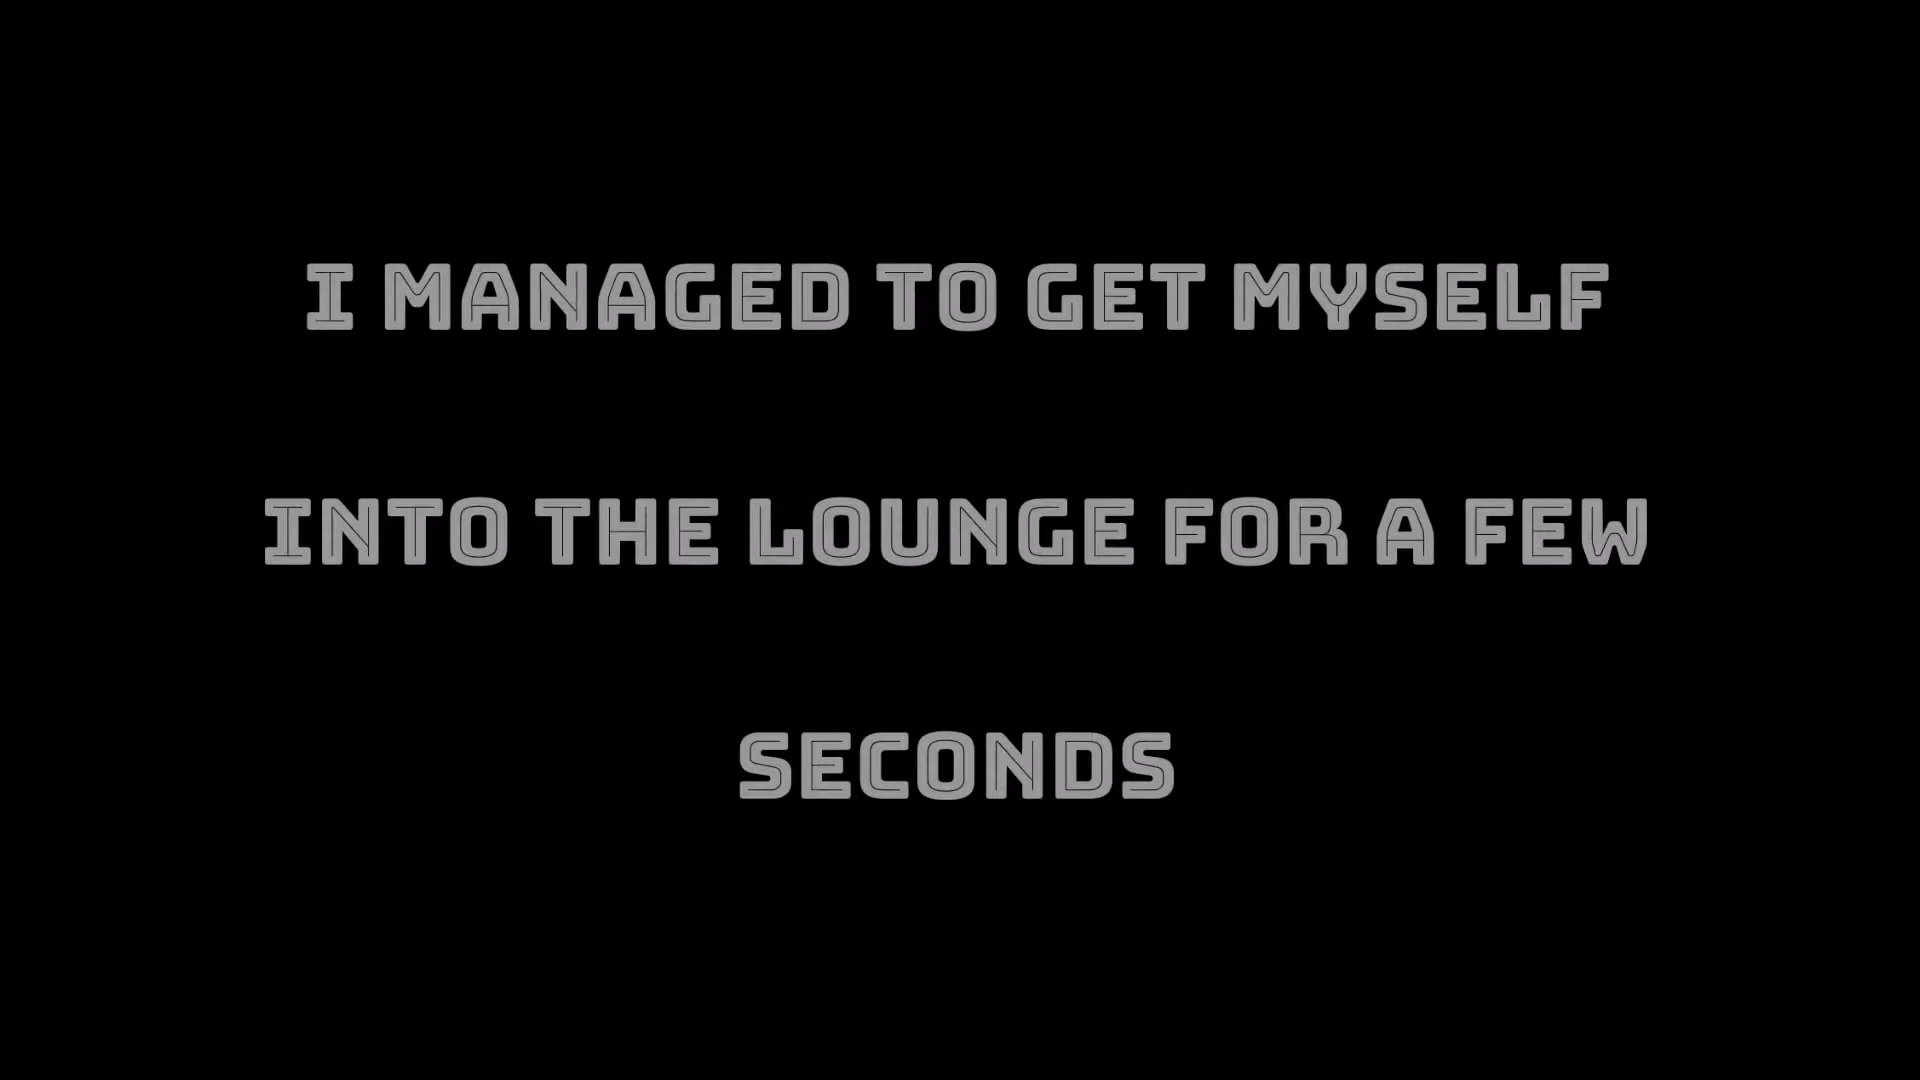 I MANAGED TO GET MYSELF
INTO THE LOUNGE FOR A FEW
SECONDS